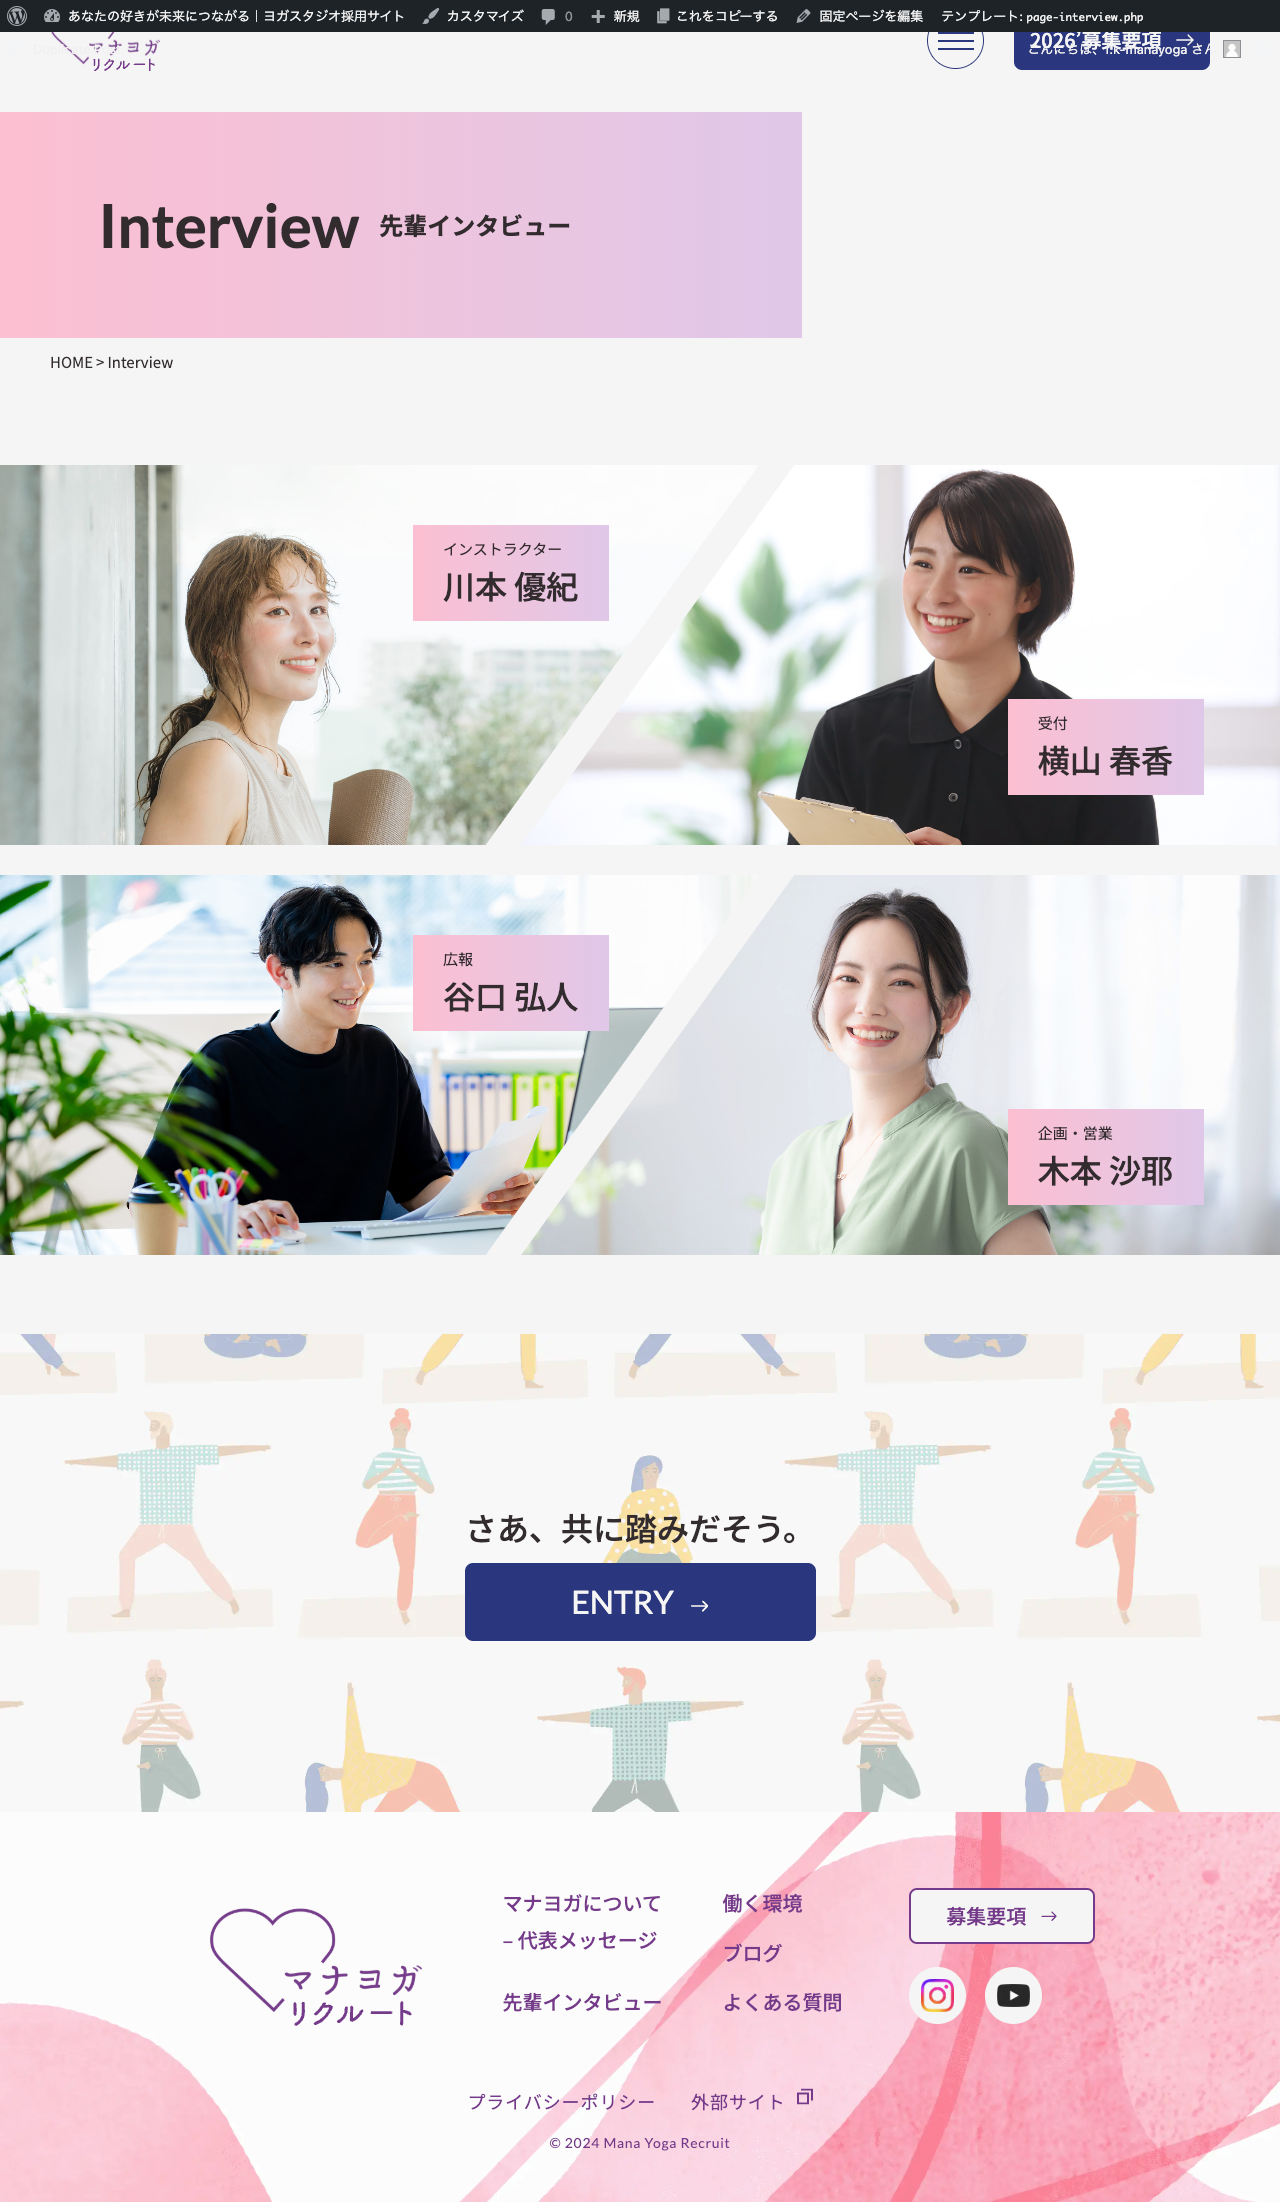 あなたの好きが未来につながる｜ヨガスタジオ採用サイト カスタマイズ 0 新規 これをコピーする 固定ページを編集 テンプレート: page-interview.php
マナヨガ
リクルート
2026’募集要項 →
Interview 先輩インタビュー
HOME > Interview
インストラクター
川本 優紀
受付
横山 春香
広報
谷口 弘人
企画・営業
木本 沙耶
さあ、共に踏みだそう。
ENTRY →
マナヨガ
リクルート
マナヨガについて
– 代表メッセージ
先輩インタビュー
働く環境
ブログ
よくある質問
募集要項 →
プライバシーポリシー 外部サイト
© 2024 Mana Yoga Recruit